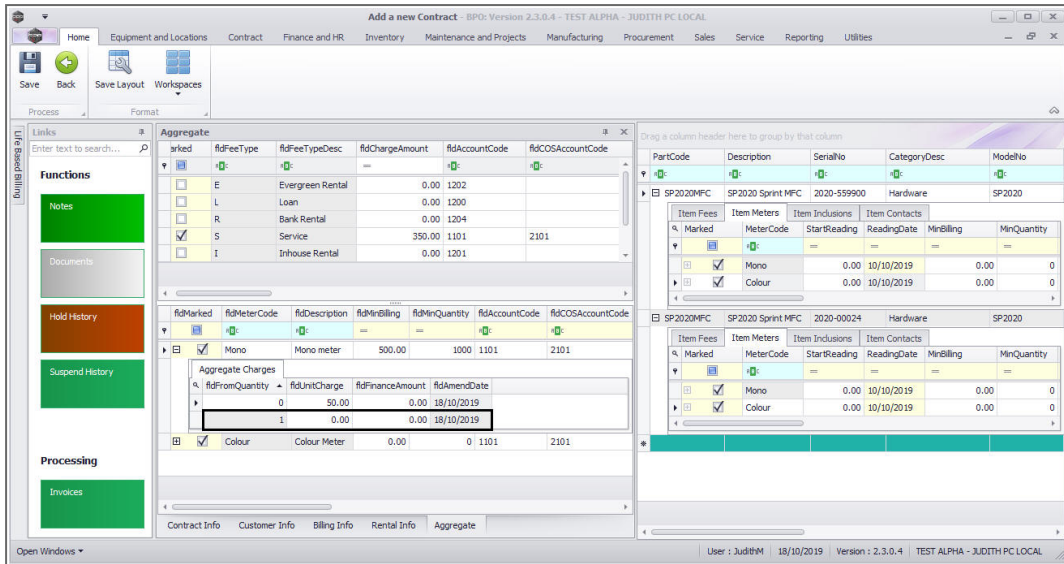 Add a new Contract - BPO: Version 2.3.0.4 - TEST ALPHA - JUDITH PC LOCAL
Home Equipment and Locations Contract Finance and HR Inventory Maintenance and Projects Manufacturing Procurement Sales Service Reporting Utilities
Save Back Save Layout Workspaces
Process Format
Life Based Billing
Links
Enter text to search...
Functions
Notes
Documents
Hold History
Suspend History
Processing
Invoices
Aggregate
arked fldFeeType fldFeeTypeDesc fldChargeAmount fldAccountCode fldCOSAccountCode
E Evergreen Rental 0.00 1202
L Loan 0.00 1200
R Bank Rental 0.00 1204
S Service 350.00 1101 2101
I Inhouse Rental 0.00 1201
fldMarked fldMeterCode fldDescription fldMinBilling fldMinQuantity fldAccountCode fldCOSAccountCode
Mono Mono meter 500.00 1000 1101 2101
Aggregate Charges
fldFromQuantity fldUnitCharge fldFinanceAmount fldAmendDate
0 50.00 0.00 18/10/2019
1 0.00 0.00 18/10/2019
Colour Colour Meter 0.00 0 1101 2101
Contract Info Customer Info Billing Info Rental Info Aggregate
Drag a column header here to group by that column
PartCode Description SerialNo CategoryDesc ModelNo
SP2020MFC SP2020 Sprint MFC 2020-559900 Hardware SP2020
Item Fees Item Meters Item Inclusions Item Contacts
Marked MeterCode StartReading ReadingDate MinBilling MinQuantity
Mono 0.00 10/10/2019 0.00 0
Colour 0.00 10/10/2019 0.00 0
SP2020MFC SP2020 Sprint MFC 2020-00024 Hardware SP2020
Item Fees Item Meters Item Inclusions Item Contacts
Marked MeterCode StartReading ReadingDate MinBilling MinQuantity
Mono 0.00 10/10/2019 0.00 0
Colour 0.00 10/10/2019 0.00 0
Open Windows User : JudithM 18/10/2019 Version : 2.3.0.4 TEST ALPHA - JUDITH PC LOCAL